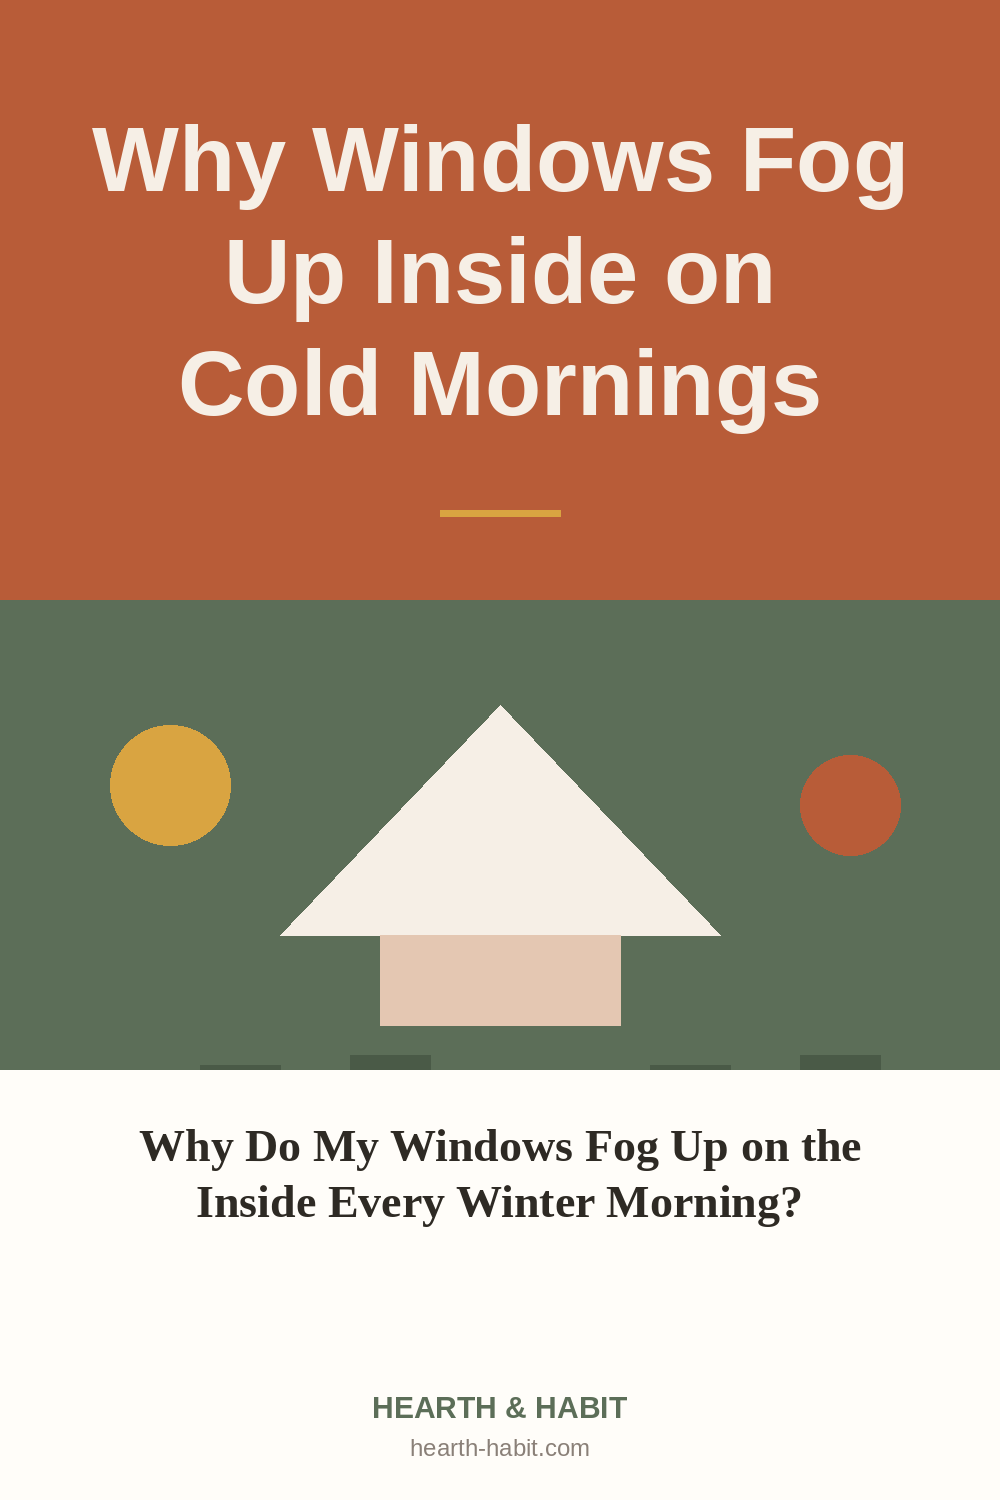 Why Windows Fog
Up Inside on
Cold Mornings
Why Do My Windows Fog Up on the
Inside Every Winter Morning?
HEARTH & HABIT
hearth-habit.com